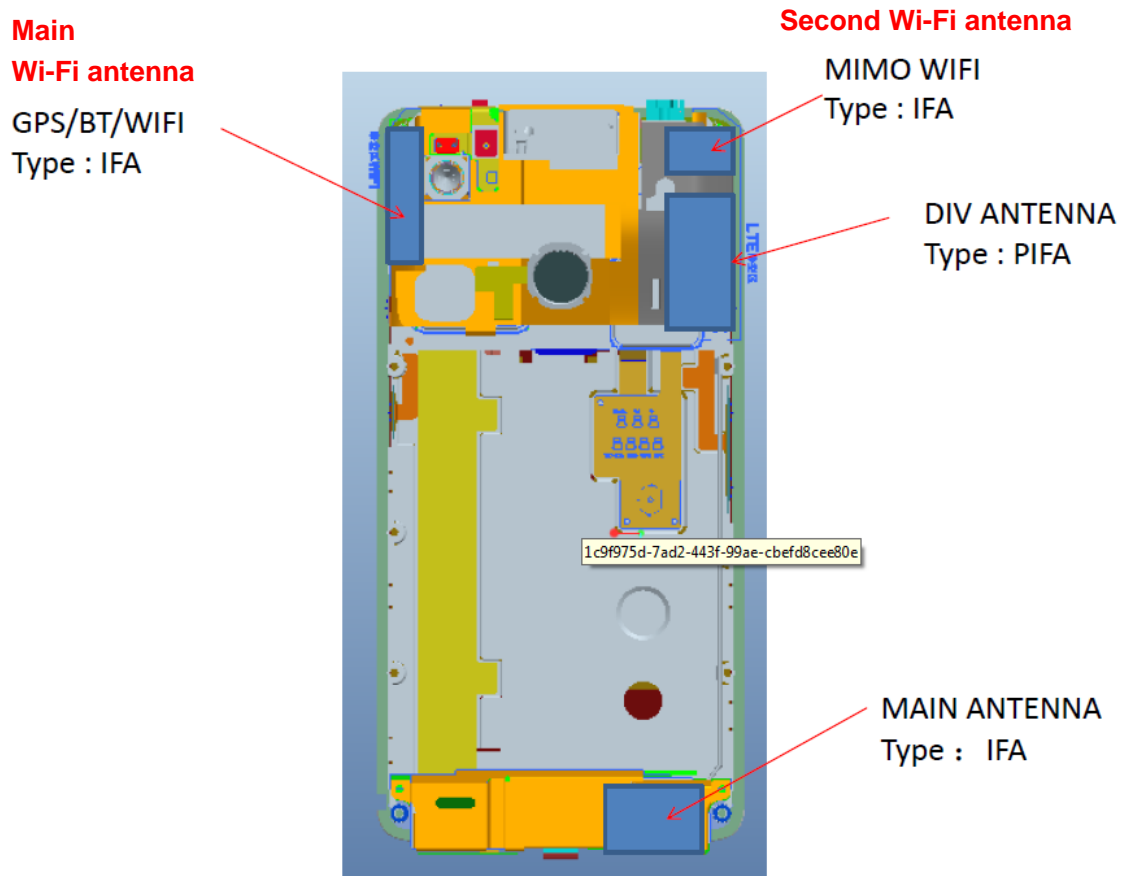 Main
Wi-Fi antenna
GPS/BT/WIFI
Type : IFA
Second Wi-Fi antenna
MIMO WIFI
Type : IFA
DIV ANTENNA
Type : PIFA
1c9f975d-7ad2-443f-99ae-cbefd8cee80e
MAIN ANTENNA
Type： IFA